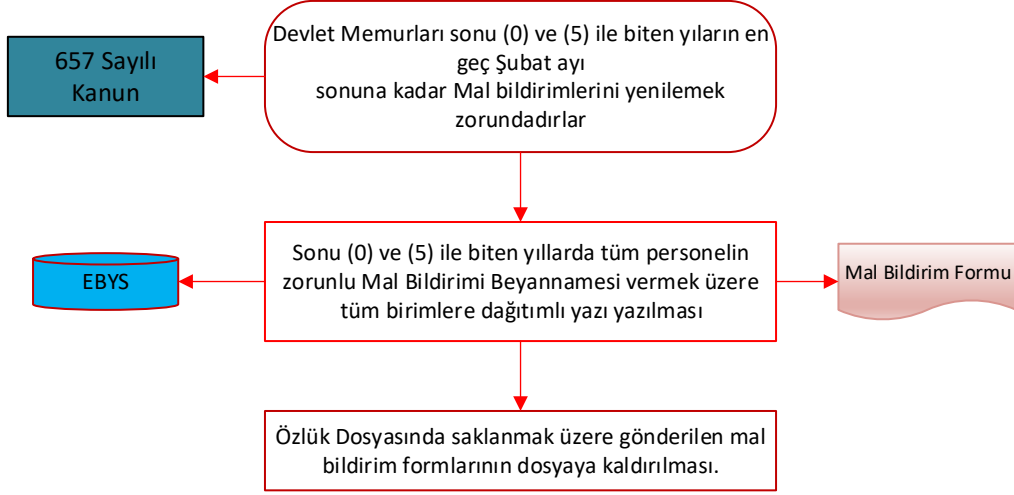 657 Sayılı
Kanun
Devlet Memurları sonu (0) ve (5) ile biten yıların en
geç Şubat ayı
sonuna kadar Mal bildirimlerini yenilemek
zorundadırlar
EBYS
Sonu (0) ve (5) ile biten yıllarda tüm personelin
zorunlu Mal Bildirimi Beyannamesi vermek üzere
tüm birimlere dağıtımlı yazı yazılması
Mal Bildirim Formu
Özlük Dosyasında saklanmak üzere gönderilen mal
bildirim formlarının dosyaya kaldırılması.